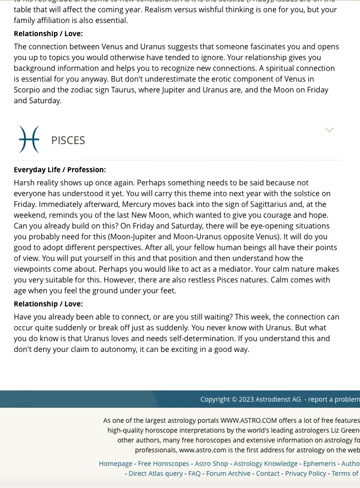 table that will affect the coming year. Realism versus wishful thinking is one for you, but your
family affiliation is also essential.
Relationship / Love:
The connection between Venus and Uranus suggests that someone fascinates you and opens
you up to topics you would otherwise have tended to ignore. Your relationship gives you
background information and helps you to recognize new connections. A spiritual connection
is essential for you anyway. But don't underestimate the erotic component of Venus in
Scorpio and the zodiac sign Taurus, where Jupiter and Uranus are, and the Moon on Friday
and Saturday.
PISCES
Everyday Life / Profession:
Harsh reality shows up once again. Perhaps something needs to be said because not
everyone has understood it yet. You will carry this theme into next year with the solstice on
Friday. Immediately afterward, Mercury moves back into the sign of Sagittarius and, at the
weekend, reminds you of the last New Moon, which wanted to give you courage and hope.
Can you already build on this? On Friday and Saturday, there will be eye-opening situations
you probably need for this (Moon-Jupiter and Moon-Uranus opposite Venus). It will do you
good to adopt different perspectives. After all, your fellow human beings all have their points
of view. You will put yourself in this and that position and then understand how the
viewpoints come about. Perhaps you would like to act as a mediator. Your calm nature makes
you very suitable for this. However, there are also restless Pisces natures. Calm comes with
age when you feel the ground under your feet.
Relationship / Love:
Have you already been able to connect, or are you still waiting? This week, the connection can
occur quite suddenly or break off just as suddenly. You never know with Uranus. But what
you do know is that Uranus loves and needs self-determination. If you understand this and
don't deny your claim to autonomy, it can be exciting in a good way.
Copyright © 2023 Astrodienst AG - report a problem
As one of the largest astrology portals WWW.ASTRO.COM offers a lot of free features
high-quality horoscope interpretations by the world's leading astrologers Liz Green
other authors, many free horoscopes and extensive information on astrology fo
professionals, www.astro.com is the first address for astrology on the web
Homepage - Free Horoscopes - Astro Shop - Astrology Knowledge - Ephemeris - Autho
- Direct Atlas query - FAQ - Forum Archive - Contact - Privacy Policy - Terms of